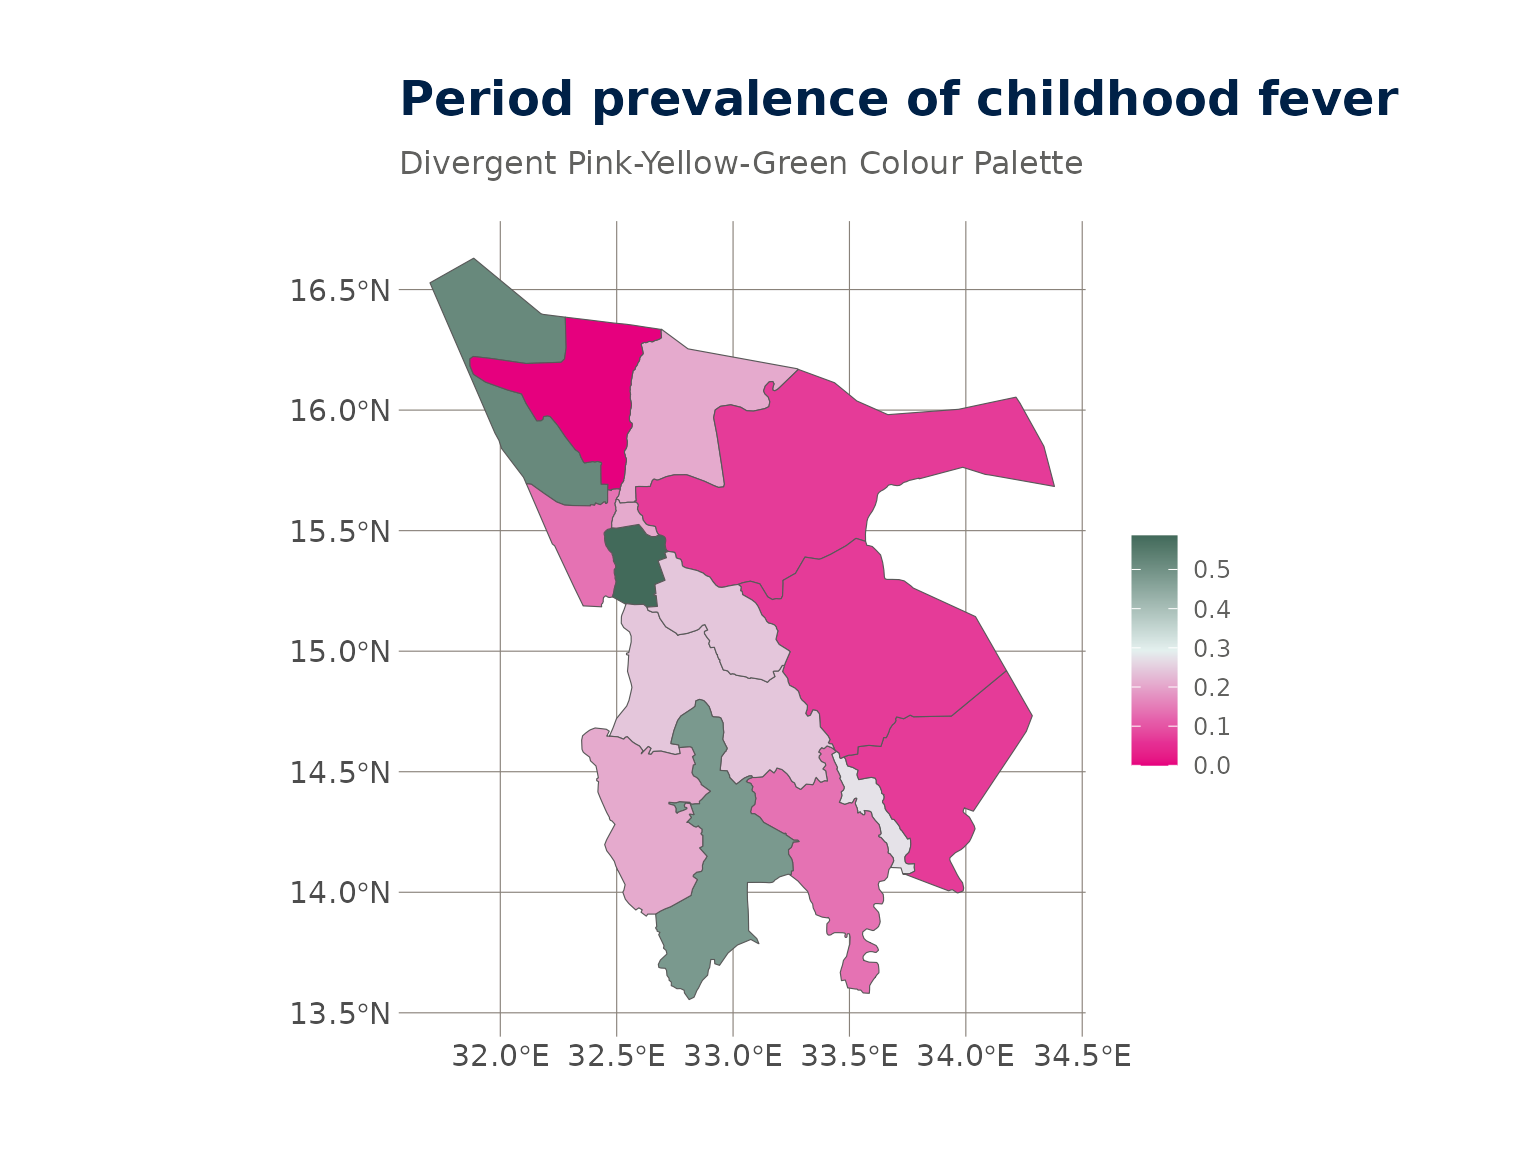 Period prevalence of childhood fever
Divergent Pink-Yellow-Green Colour Palette
16.5°N
16.0°N
15.5°N
15.0°N
14.5°N
14.0°N
13.5°N
32.0°E 32.5°E 33.0°E 33.5°E 34.0°E 34.5°E
0.5
0.4
0.3
0.2
0.1
0.0